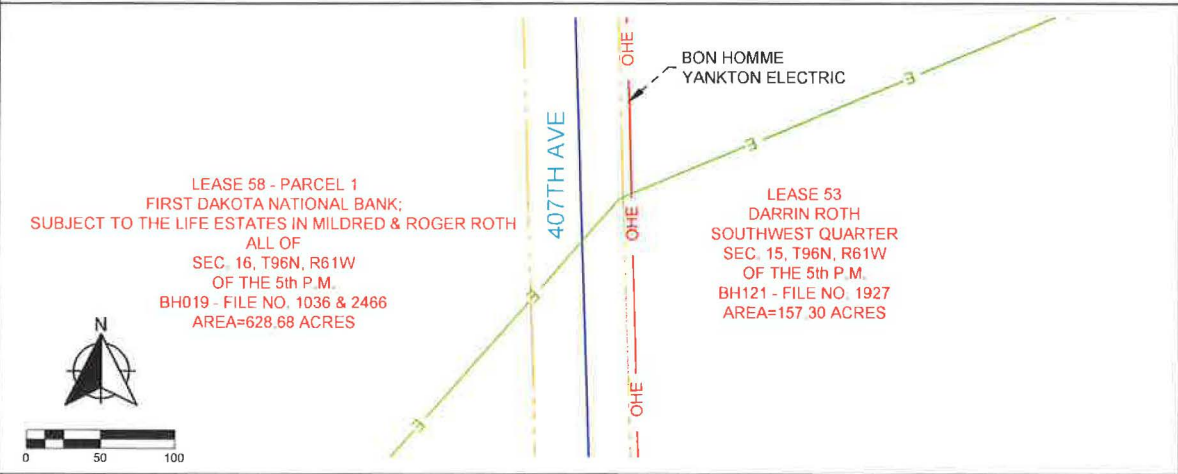 OHE
BON HOMME
YANKTON ELECTRIC
E
E
407TH AVE
LEASE 58 - PARCEL 1
FIRST DAKOTA NATIONAL BANK;
SUBJECT TO THE LIFE ESTATES IN MILDRED & ROGER ROTH
ALL OF
SEC. 16, T96N, R61W
OF THE 5th P.M.
BH019 - FILE NO. 1036 & 2466
AREA=628.68 ACRES
LEASE 53
DARRIN ROTH
SOUTHWEST QUARTER
SEC. 15, T96N, R61W
OF THE 5th P.M.
BH121 - FILE NO. 1927
AREA=157.30 ACRES
OHE
E
N
OHE
E
0 50 100